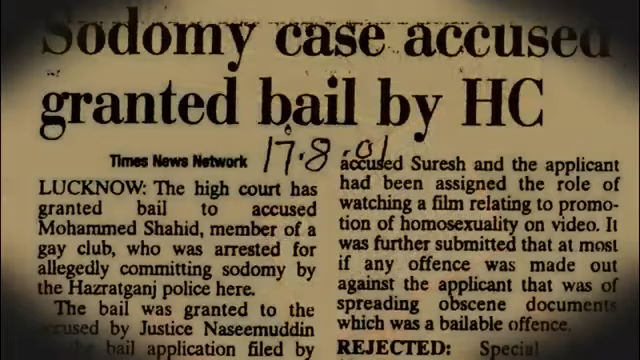 Sodomy case accused
granted bail by HC
17.8.01
Times News Network
LUCKNOW: The high court has
granted bail to accused
Mohammed Shahid, member of a
gay club, who was arrested for
allegedly committing sodomy by
the Hazratganj police here.
The bail was granted to the
accused by Justice Naseemuddin
bail application filed by
accused Suresh and the applicant
had been assigned the role of
watching a film relating to promo-
tion of homosexuality on video. It
was further submitted that at most
if any offence was made out
against the applicant that was of
spreading obscene documents
which was a bailable offence.
REJECTED: Special